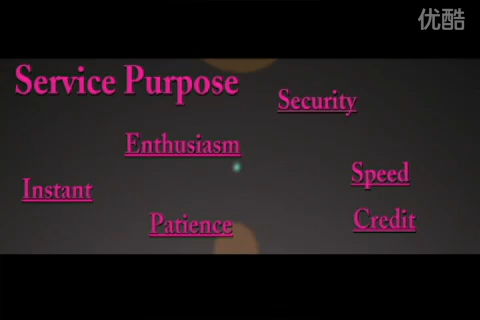 优酷
Service Purpose
Security
Enthusiasm
Speed
Instant
Credit
Patience